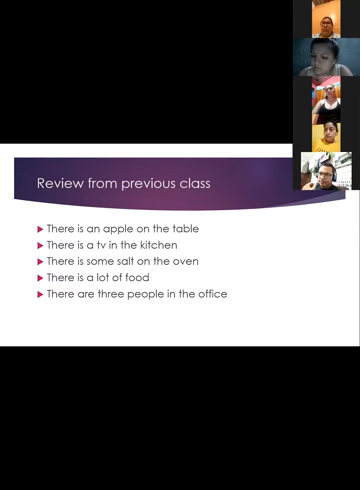 Review from previous class
There is an apple on the table
There is a tv in the kitchen
There is some salt on the oven
There is a lot of food
There are three people in the office